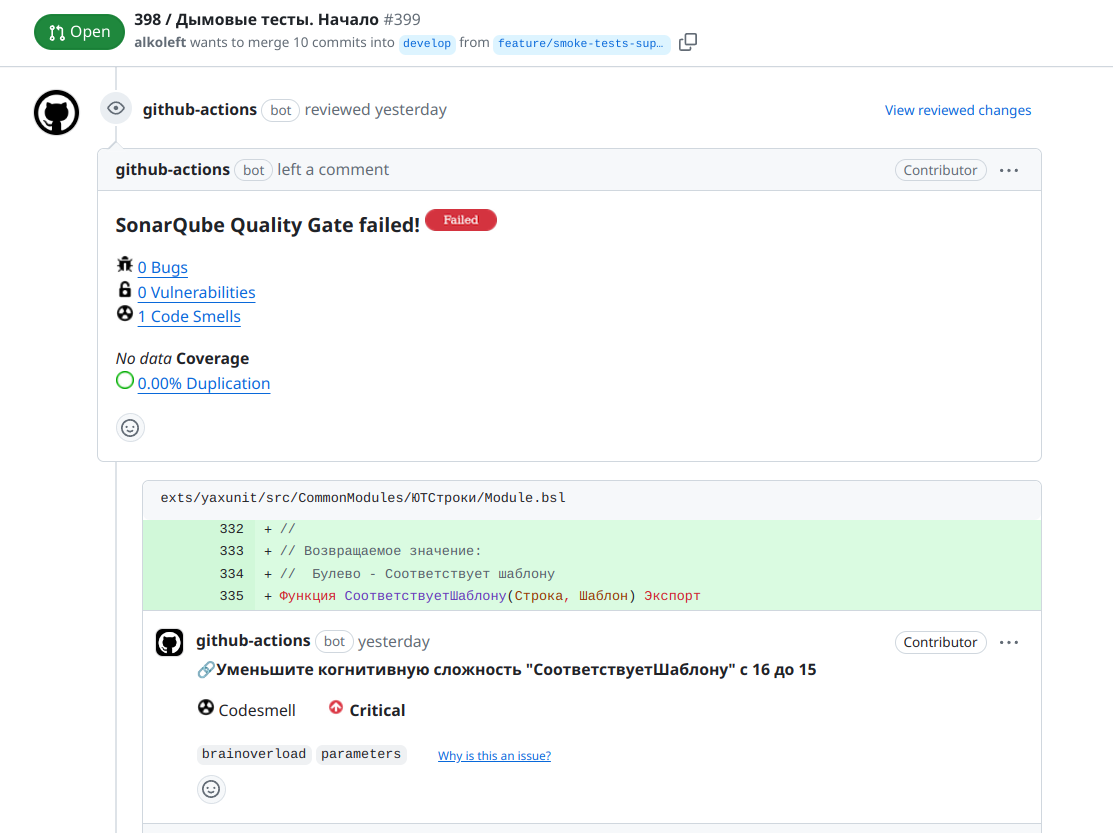 Open
398 / Дымовые тесты. Начало #399
alkoleft wants to merge 10 commits into develop from feature/smoke-tests-sup…
github-actions bot reviewed yesterday
View reviewed changes
github-actions bot left a comment
Contributor ...
SonarQube Quality Gate failed! Failed
0 Bugs
0 Vulnerabilities
1 Code Smells
No data Coverage
0.00% Duplication
exts/yaxunit/src/CommonModules/ЮТСтроки/Module.bsl
332 + //
333 + // Возвращаемое значение:
334 + //  Булево - Соответствует шаблону
335 + Функция СоответствуетШаблону(Строка, Шаблон) Экспорт
github-actions bot yesterday
Contributor ...
Уменьшите когнитивную сложность "СоответствуетШаблону" с 16 до 15
Codesmell Critical
brainoverload parameters Why is this an issue?